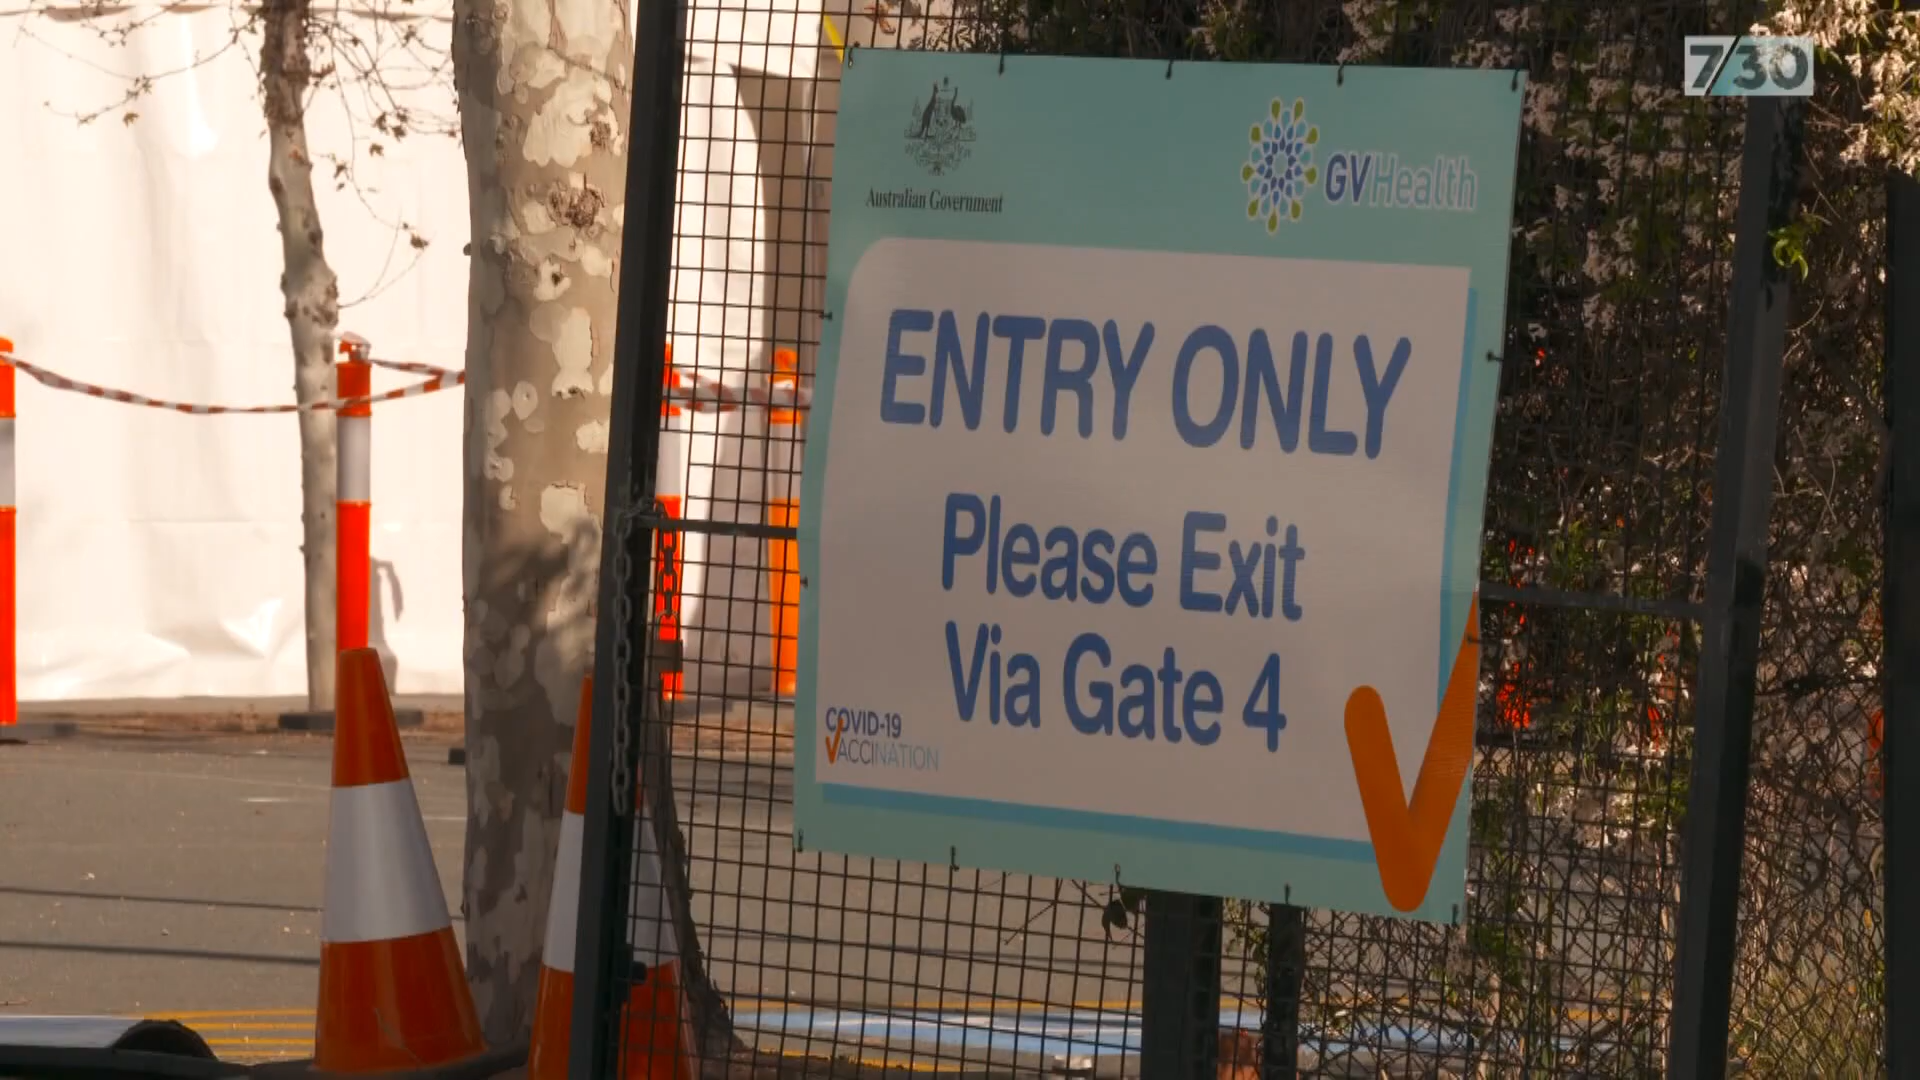 7/30
Australian Government
GVHealth
ENTRY ONLY
Please Exit
Via Gate 4
COVID-19
VACCINATION